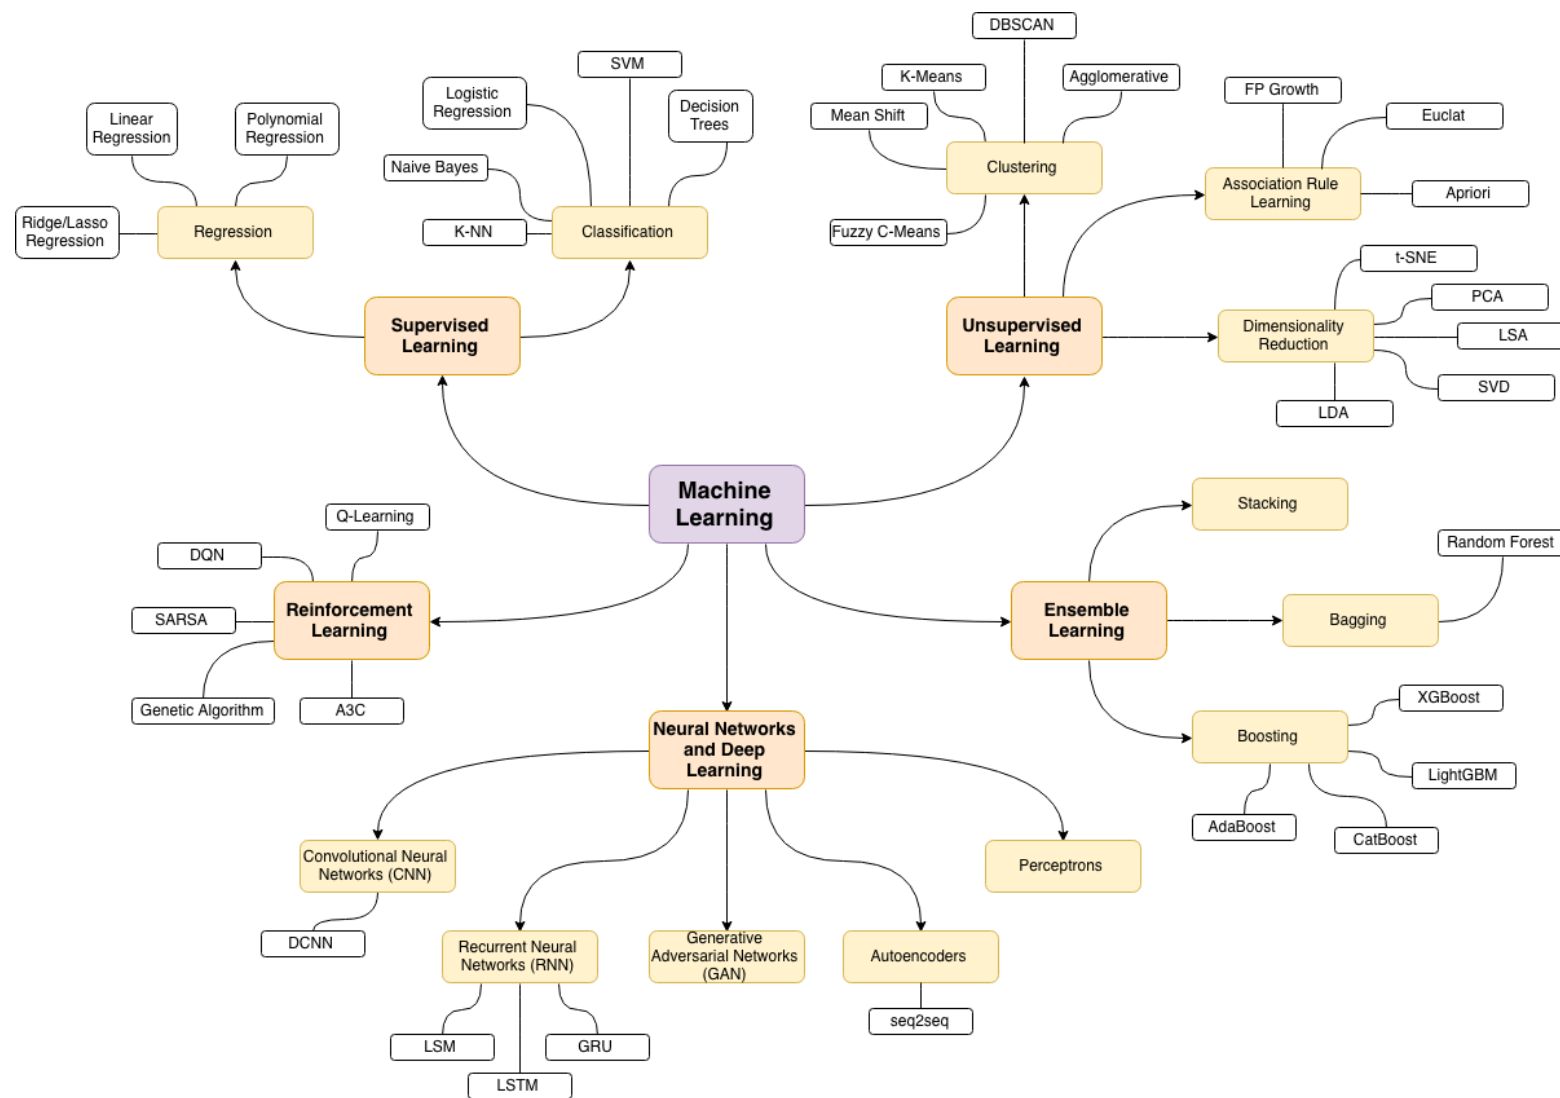 DBSCAN
SVM
K-Means
Agglomerative
FP Growth
Logistic
Regression
Decision
Trees
Linear
Regression
Polynomial
Regression
Mean Shift
Euclat
Naive Bayes
Clustering
Association Rule
Learning
Apriori
Ridge/Lasso
Regression
Regression
K-NN
Classification
Fuzzy C-Means
t-SNE
PCA
Supervised
Learning
Unsupervised
Learning
Dimensionality
Reduction
LSA
SVD
LDA
Machine
Learning
Stacking
Q-Learning
Random Forest
DQN
SARSA
Reinforcement
Learning
Ensemble
Learning
Bagging
Genetic Algorithm
A3C
XGBoost
Neural Networks
and Deep
Learning
Boosting
LightGBM
AdaBoost
CatBoost
Convolutional Neural
Networks (CNN)
Perceptrons
DCNN
Recurrent Neural
Networks (RNN)
Generative
Adversarial Networks
(GAN)
Autoencoders
seq2seq
LSM
GRU
LSTM